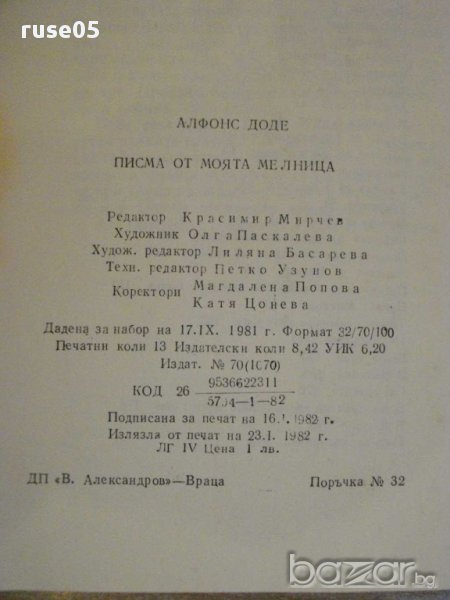 ruse05
АЛФОНС ДОДЕ
ПИСМА ОТ МОЯТА МЕЛНИЦА
Редактор Красимир Мирчев
Художник Олга Паскалева
Худож. редактор Лиляна Басарева
Техн. редактор Петко Узунов
Коректори Магдалена Попова
Катя Цонева
Дадена за набор на 17.IX. 1981 г. Формат 32/70/100
Печатни коли 13 Издателски коли 8,42 УИК 6,20
Издат. № 70(1070)
КОД 26 9536622311
5704—1—82
Подписана за печат на 16.I. 1982 г.
Излязла от печат на 23.I. 1982 г.
ЛГ IV Цена 1 лв.
ДП «В. Александров»—Враца Поръчка № 32
bazar.bg